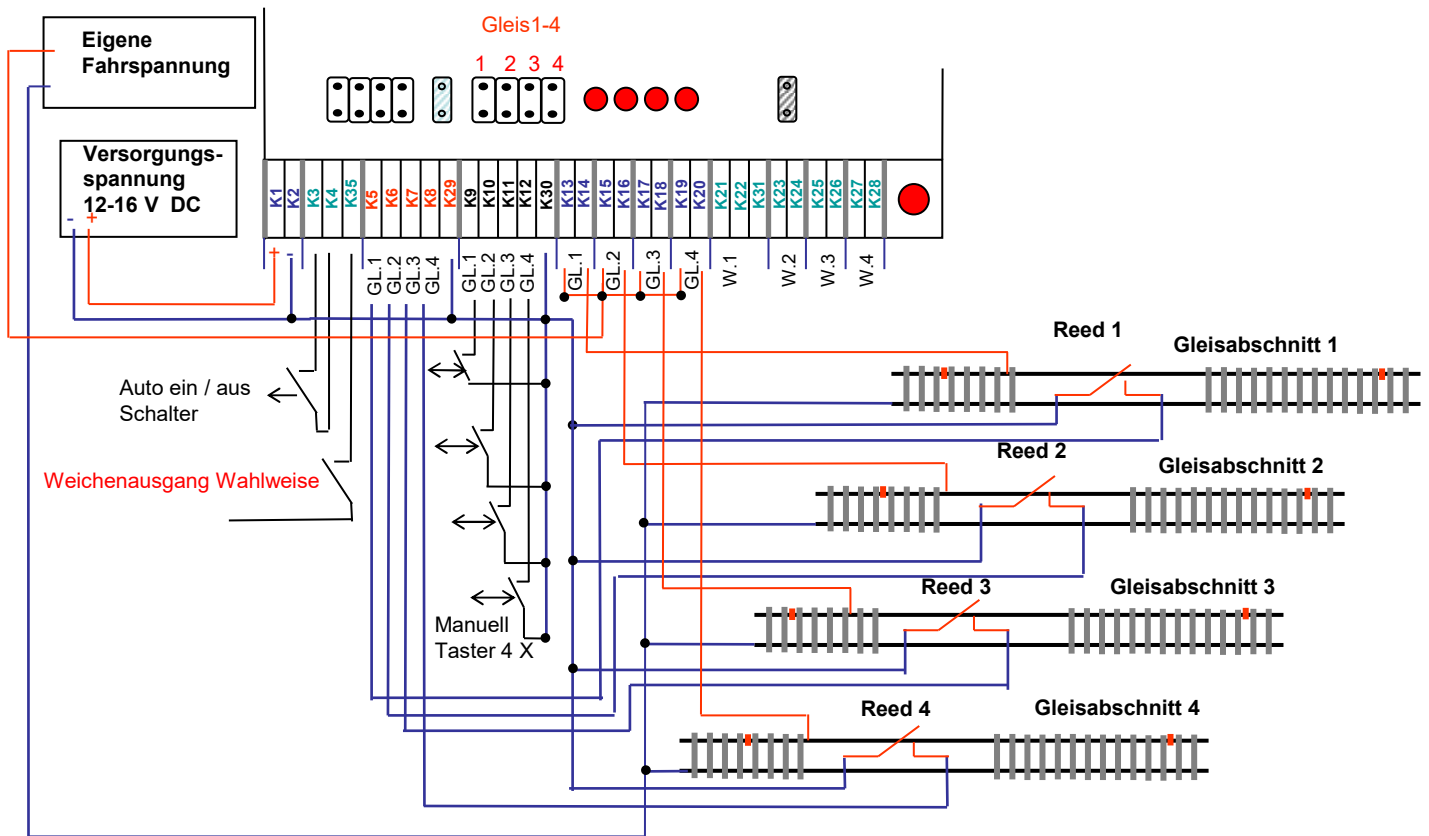 Gleis1-4
1 2 3 4
Eigene
Fahrspannung
Versorgungs-
spannung
12-16 V DC
- +
K1 K2 K3 K4 K35 K5 K6 K7 K8 K29 K9 K10 K11 K12 K30 K13 K14 K15 K16 K17 K18 K19 K20 K21 K22 K31 K23 K24 K25 K26 K27 K28
+ -
GL.1 GL.2 GL.3 GL.4 GL.1 GL.2 GL.3 GL.4 GL.1 GL.2 GL.3 GL.4 W.1 W.2 W.3 W.4
Auto ein / aus
Schalter
Weichenausgang Wahlweise
Manuell
Taster 4 X
Reed 1 Gleisabschnitt 1
Reed 2 Gleisabschnitt 2
Reed 3 Gleisabschnitt 3
Reed 4 Gleisabschnitt 4